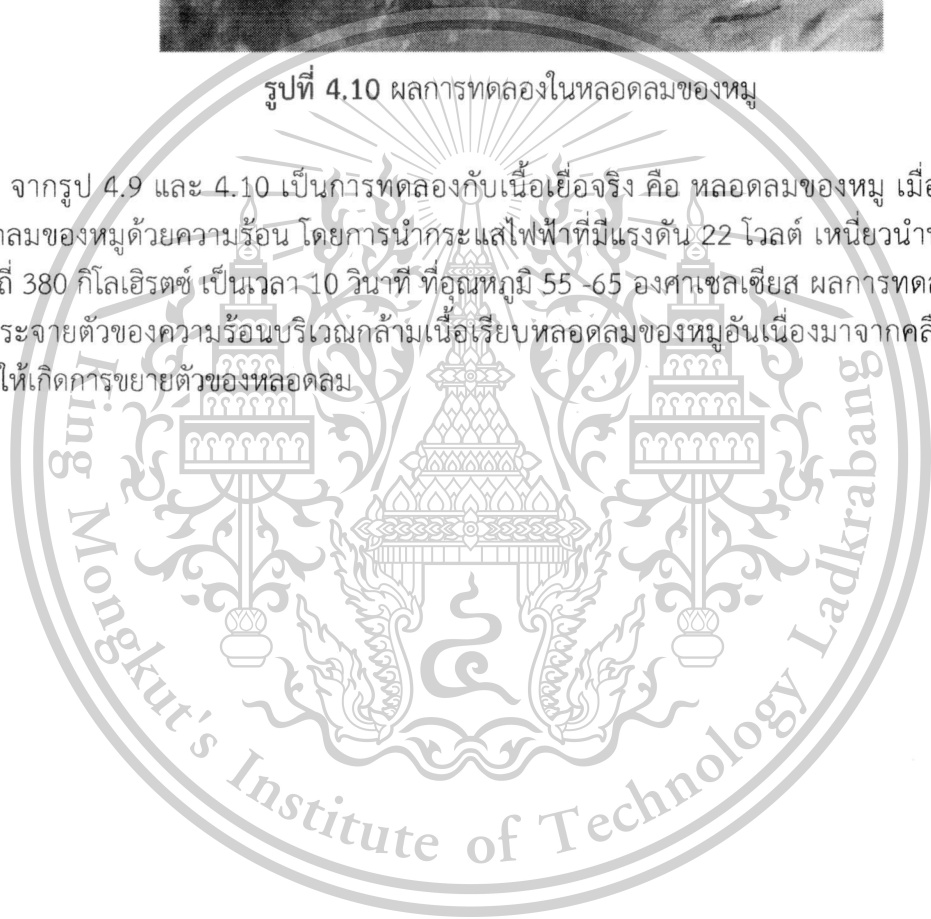 รูปที่ 4.10 ผลการทดลองในหลอดลมของหมู
จากรูป 4.9 และ 4.10 เป็นการทดลองกับเนื้อเยื่อจริง คือ หลอดลมของหมู เมื่อ
ลมของหมูด้วยความร้อน โดยการนำกระแสไฟฟ้าที่มีแรงดัน 22 โวลต์ เหนี่ยวนำ
ถี่ 380 กิโลเฮิรตซ์ เป็นเวลา 10 วินาที ที่อุณหภูมิ 55 -65 องศาเซลเซียส
ระจายตัวของความร้อนบริเวณกล้ามเนื้อเรียบหลอดลมของหมูอันเนื่องมาจาก
ให้เกิดการขยายตัวของหลอดลม
King Mongkut's Institute of Technology Ladkrabang